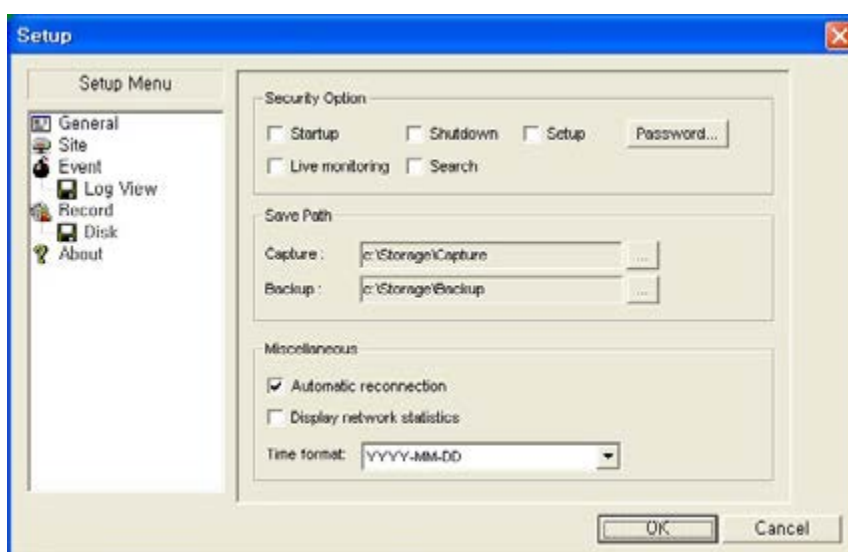 Setup
Setup Menu
General
Site
Event
Log View
Record
Disk
About
Security Option
Startup
Shutdown
Setup
Password...
Live monitoring
Search
Save Path
Capture :
c:\Storage\Capture
...
Backup :
c:\Storage\Backup
...
Miscellaneous
Automatic reconnection
Display network statistics
Time format:
YYYY-MM-DD
OK
Cancel